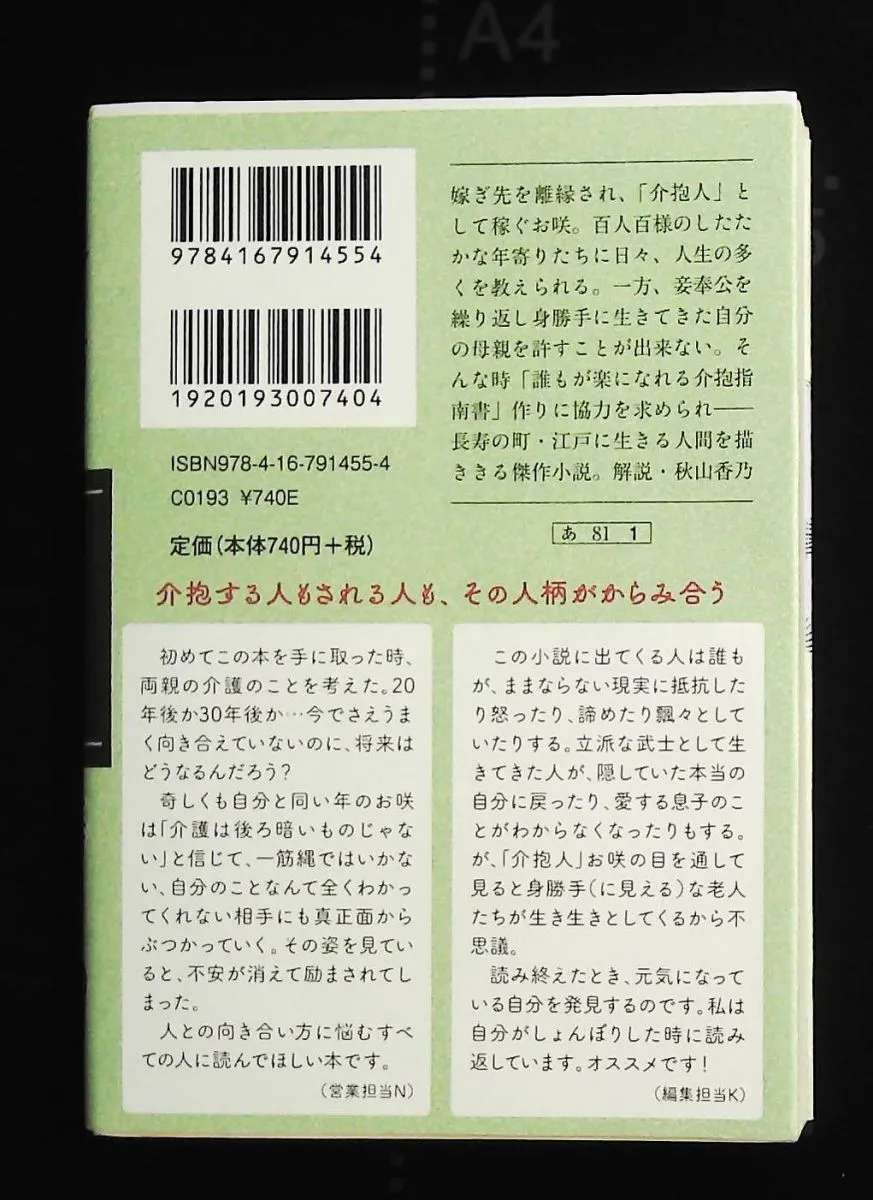 A4
9784167914554
1920193007404
ISBN978-4-16-791455-4
C0193 ¥740E
定価(本体740円+税)
嫁ぎ先を離縁され、「介抱人」と
して稼ぐお咲。百人百様のしたた
かな年寄りたちに日々、人生の多
くを教えられる。一方、妾奉公を
繰り返し身勝手に生きてきた自分
の母親を許すことが出来ない。そ
んな時「誰もが楽になれる介抱指
南書」作りに協力を求められ――
長寿の町・江戸に生きる人間を描
ききる傑作小説。解説・秋山香乃
あ 81 1
介抱する人もされる人も、その人柄がからみ合う
初めてこの本を手に取った時、
両親の介護のことを考えた。20
年後か30年後か…今でさえうま
く向き合えていないのに、将来は
どうなるんだろう?
奇しくも自分と同い年のお咲
は「介護は後ろ暗いものじゃな
い」と信じて、一筋縄ではいかな
い、自分のことなんて全くわかっ
てくれない相手にも真正面から
ぶつかっていく。その姿を見てい
ると、不安が消えて励まされてし
まった。
人との向き合い方に悩むすべ
ての人に読んでほしい本です。
(営業担当N)
この小説に出てくる人は誰も
が、ままならない現実に抵抗した
り怒ったり、諦めたり飄々として
いたりする。立派な武士として生
きてきた人が、隠していた本当の
自分に戻ったり、愛する息子のこ
とがわからなくなったりもする。
が、「介抱人」お咲の目を通して
見ると身勝手(に見える)な老人
たちが生き生きとしてくるから不
思議。
読み終えたとき、元気になって
いる自分を発見するのです。私は
自分がしょんぼりした時に読み
返しています。オススメです!
(編集担当K)